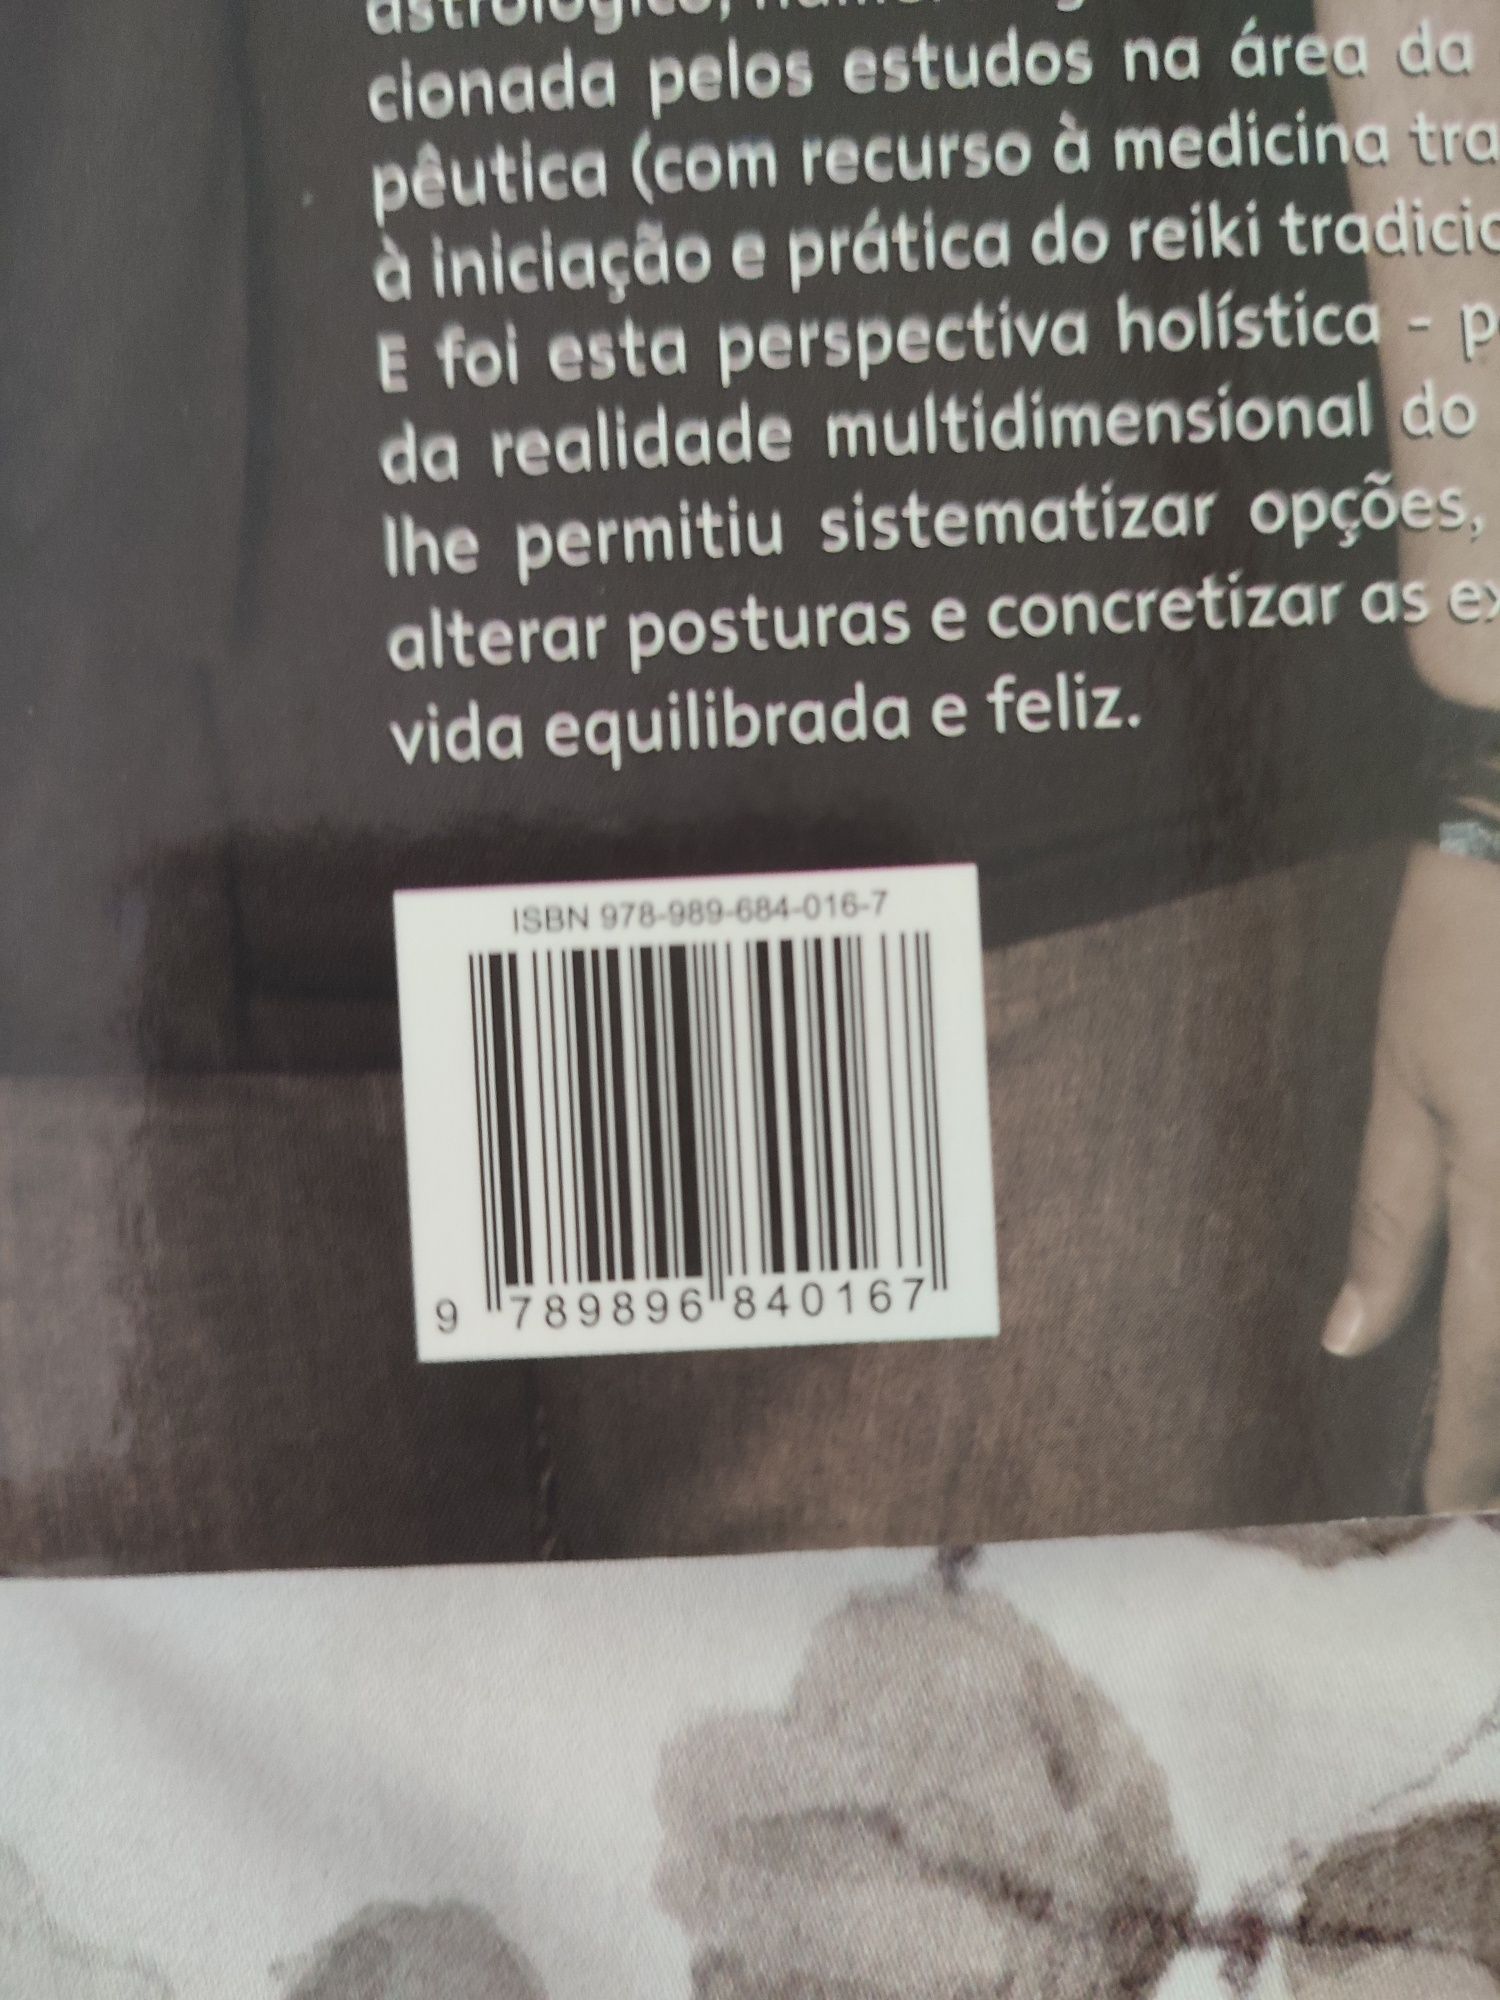 astrológico,
cionada pelos estudos na área da
pêutica (com recurso à medicina tra
à iniciação e prática do reiki tradicio
E foi esta perspectiva holística - p
da realidade multidimensional do
lhe permitiu sistematizar opções,
alterar posturas e concretizar as ex
vida equilibrada e feliz.
ISBN 978-989-684-016-7
9 789896 840167